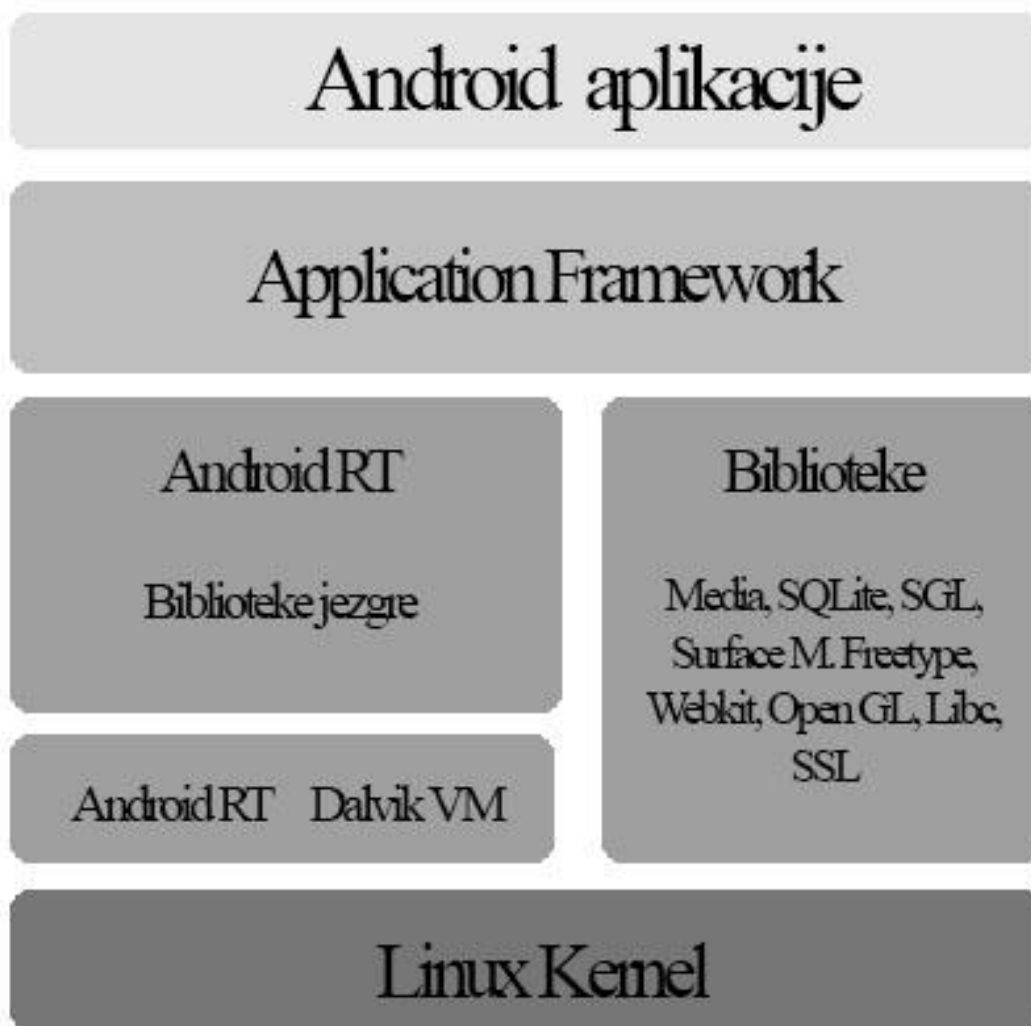 Android aplikacije
Application Framework
Android RT
Biblioteke jezgre
Android RT Dalvik VM
Biblioteke
Media, SQLite, SGL,
Surface M. Freetype,
Webkit, Open GL, Libc,
SSL
Linux Kernel